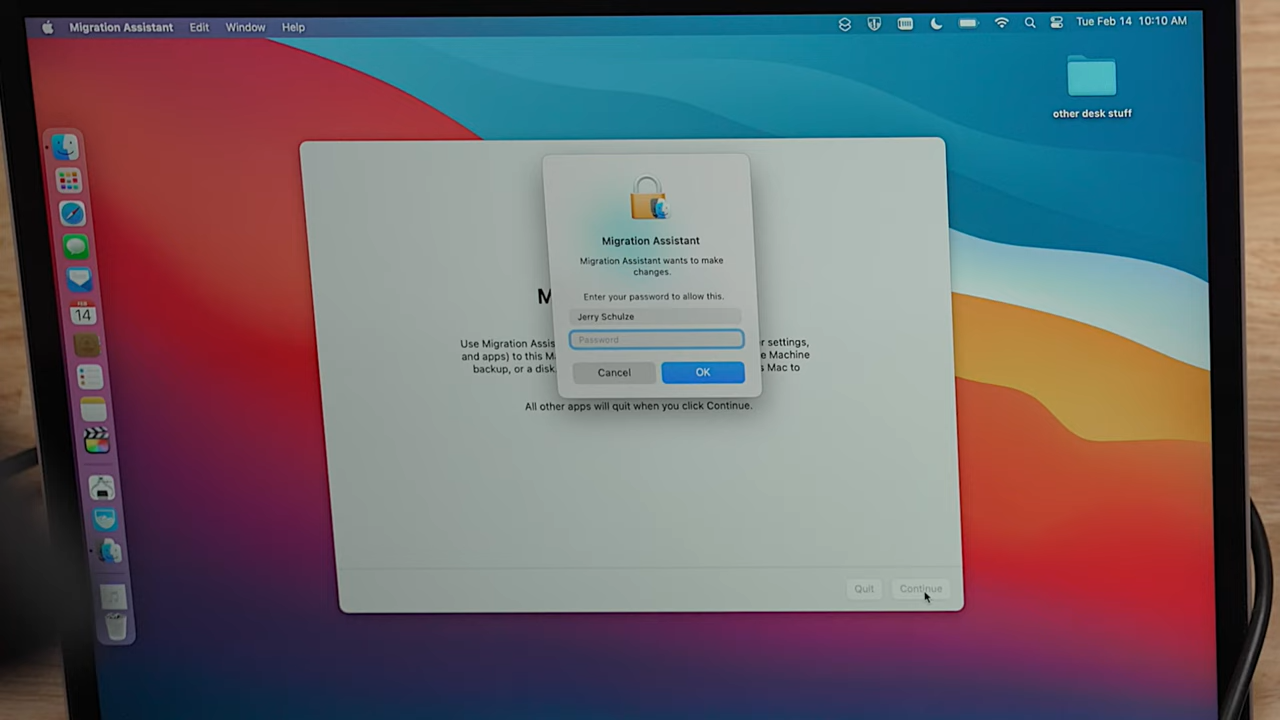 Migration Assistant Edit Window Help Tue Feb 14 10:10 AM
other desk stuff
Migration Assistant
Migration Assistant wants to make
changes.
Enter your password to allow this.
Jerry Schulze
Password
Cancel OK
M
Use Migration Assis r settings,
and apps) to this M e Machine
backup, or a disk. s Mac to
All other apps will quit when you click Continue.
Quit Continue
FEB
14